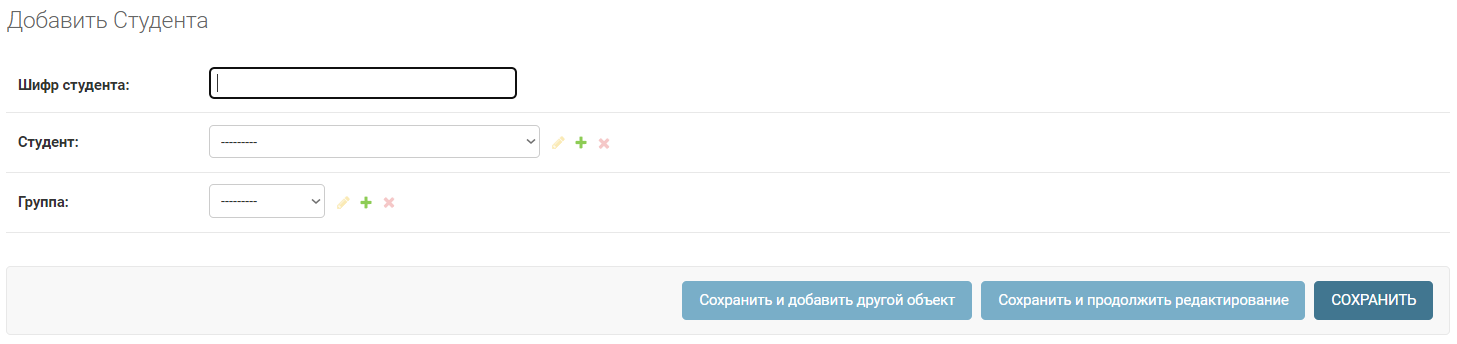 Добавить Студента
Шифр студента:
Студент: ---------
Группа: ---------
Сохранить и добавить другой объект Сохранить и продолжить редактирование СОХРАНИТЬ